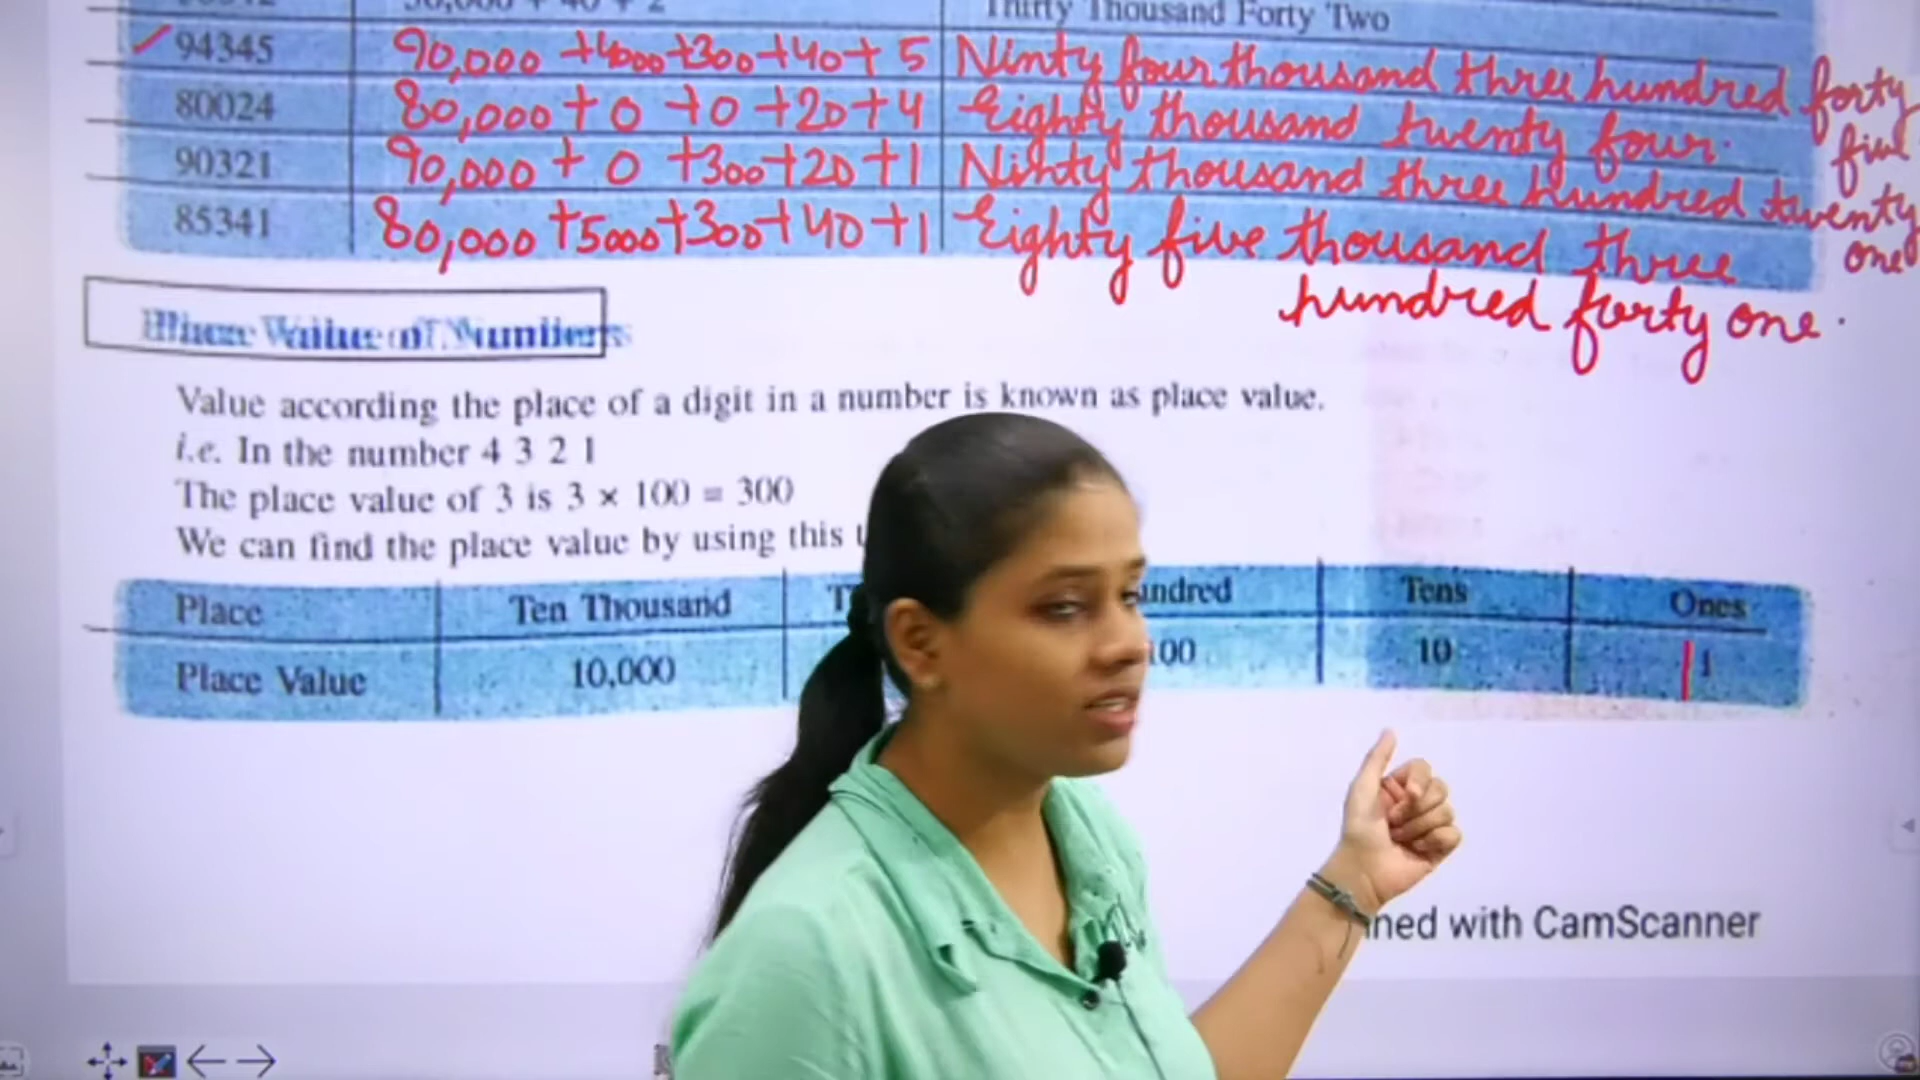 Thirty Thousand Forty Two
94345 90,000 +4000+300+40+ 5 Ninty four thousand three hundred forty five
80024 80,000 + 0 +0 +20+4 Eighty thousand twenty four.
90321 90,000 + 0 +300+20+1 Ninty thousand three hundred twenty one
85341 80,000 +5000+300+40+1 Eighty five thousand three
hundred forty one.
Place Value of Numbers
Value according the place of a digit in a number is known as place value.
i.e. In the number 4 3 2 1
The place value of 3 is 3 × 100 = 300
We can find the place value by using this
Place Ten Thousand Tens Ones
Place Value 10,000 100 10 1
ned with CamScanner